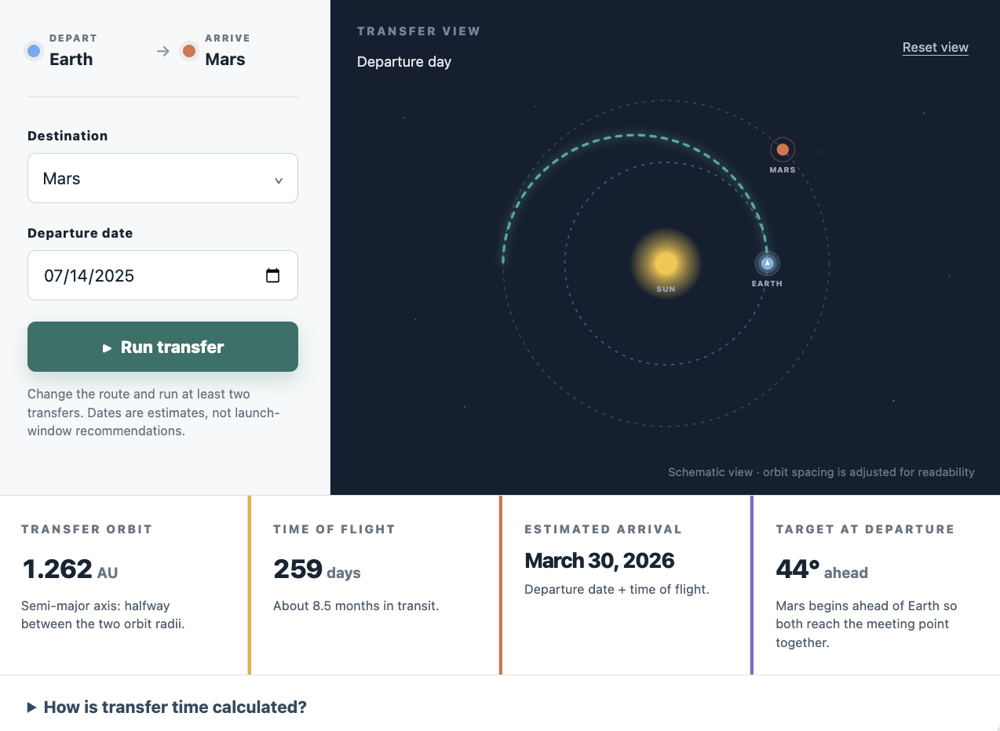 DEPART
Earth
→
ARRIVE
Mars
Destination
Mars
Departure date
07/14/2025
▶ Run transfer
Change the route and run at least two
transfers. Dates are estimates, not launch-
window recommendations.
TRANSFER VIEW
Departure day
Reset view
MARS
EARTH
SUN
Schematic view · orbit spacing is adjusted for readability
TRANSFER ORBIT
1.262 AU
Semi-major axis: halfway
between the two orbit radii.
TIME OF FLIGHT
259 days
About 8.5 months in transit.
ESTIMATED ARRIVAL
March 30, 2026
Departure date + time of flight.
TARGET AT DEPARTURE
44° ahead
Mars begins ahead of Earth so
both reach the meeting point
together.
▶ How is transfer time calculated?